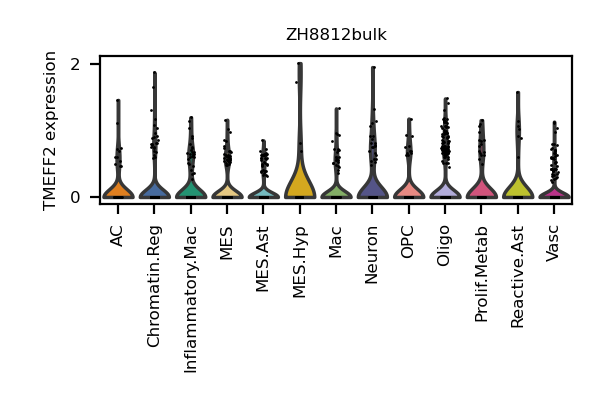 ZH8812bulk
TMEFF2 expression
2
0
AC
Chromatin.Reg
Inflammatory.Mac
MES
MES.Ast
MES.Hyp
Mac
Neuron
OPC
Oligo
Prolif.Metab
Reactive.Ast
Vasc